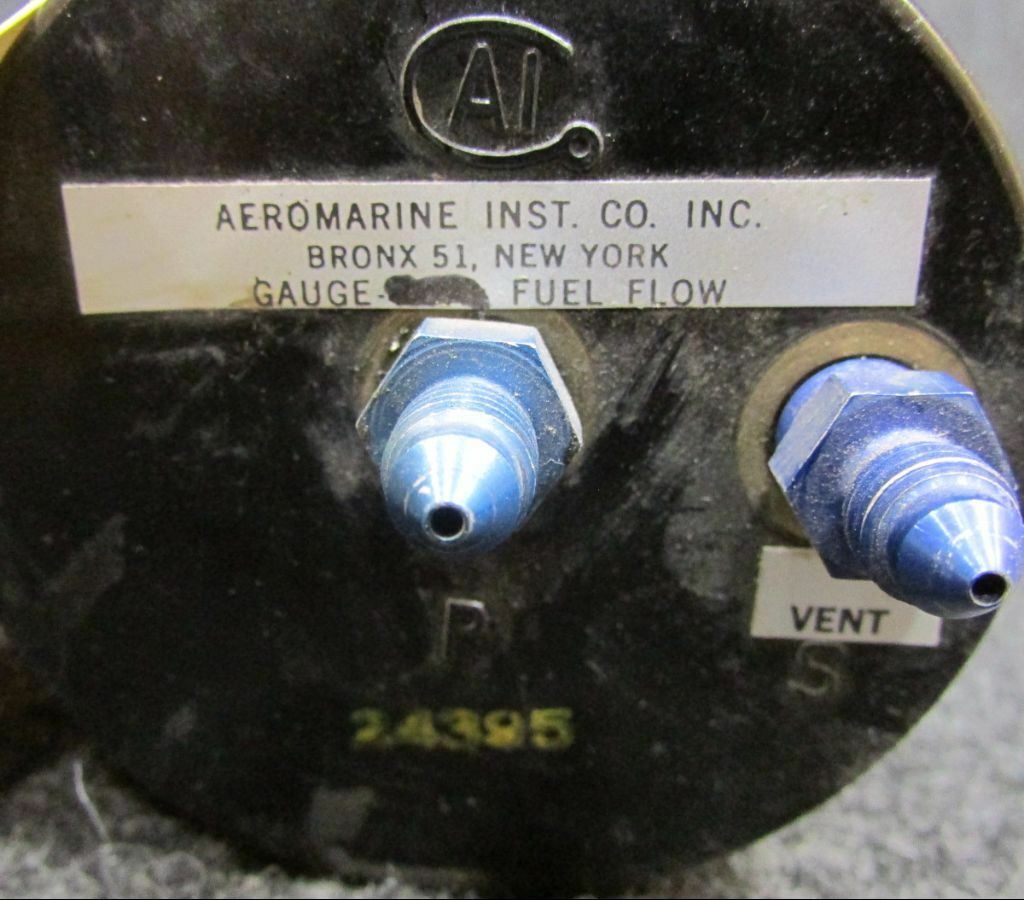 AI
AEROMARINE INST. CO. INC.
BRONX 51, NEW YORK
GAUGE- FUEL FLOW
P
VENT
S
24395